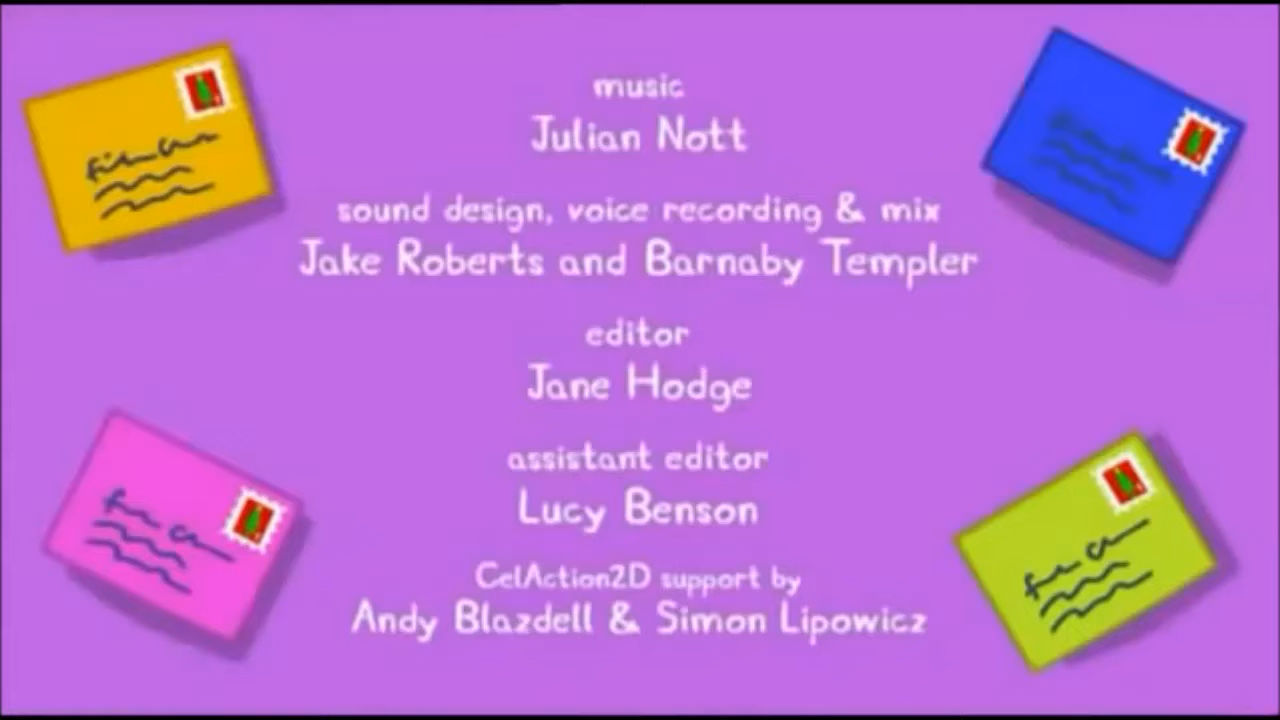 music
Julian Nott
sound design, voice recording & mix
Jake Roberts and Barnaby Templer
editor
Jane Hodge
assistant editor
Lucy Benson
CelAction2D support by
Andy Blazdell & Simon Lipowicz